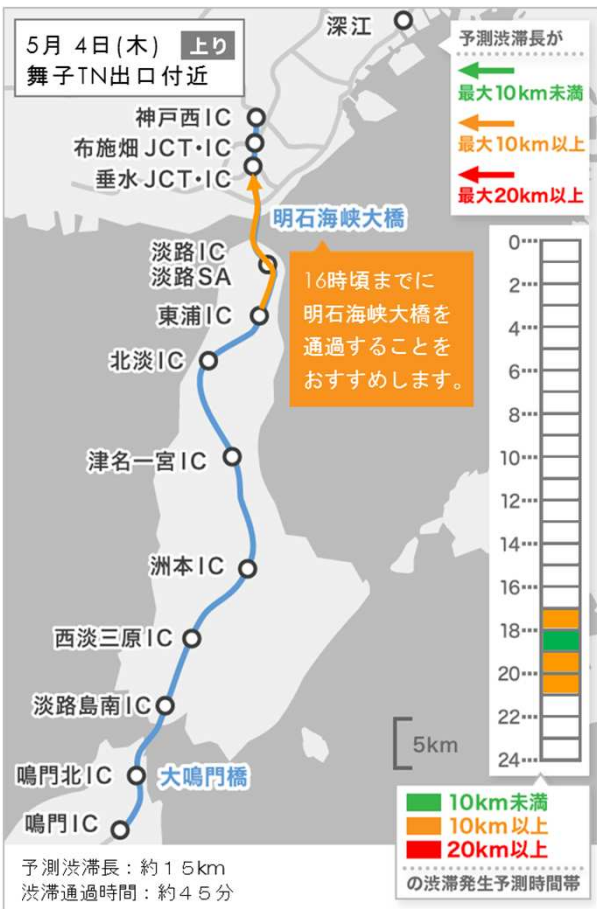 5月 4日(木) 上り
舞子TN出口付近
深江
神戸西IC
布施畑JCT・IC
垂水JCT・IC
明石海峡大橋
淡路IC
淡路SA
東浦IC
北淡IC
津名一宮IC
洲本IC
西淡三原IC
淡路島南IC
鳴門北IC
大鳴門橋
鳴門IC
16時頃までに
明石海峡大橋を
通過することを
おすすめします。
予測渋滞長が
最大10km未満
最大10km以上
最大20km以上
0
2
4
6
8
10
12
14
16
18
20
22
24
5km
10km未満
10km以上
20km以上
の渋滞発生予測時間帯
予測渋滞長：約15km
渋滞通過時間：約45分